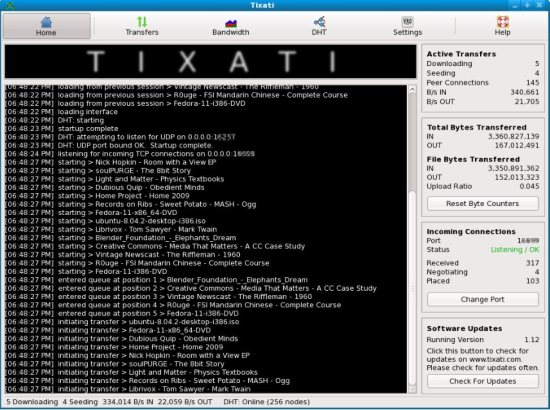 Tixati
Home
Transfers
Bandwidth
DHT
Settings
Help
TIXATI
[06:48:22 PM] loading from previous session > Vintage Newscast - The Riffleman - 1960
[06:48:22 PM] loading from previous session > R0uge - FSI Mandarin Chinese - Complete Course
[06:48:22 PM] loading from previous session > Fedora-11-i386-DVD
[06:48:22 PM] loading interface
[06:48:22 PM] DHT: starting
[06:48:23 PM] startup complete
[06:48:23 PM] DHT: attempting to listen for UDP on 0.0.0.0:
[06:48:23 PM] DHT: UDP port bound OK. Startup complete.
[06:48:24 PM] listening for incoming TCP connections on 0.0.0.0:
[06:48:27 PM] starting > Nick Hopkin - Room with a View EP
[06:48:27 PM] starting > soulPURGE - The 8bit Story
[06:48:27 PM] starting > Light and Matter - Physics Textbooks
[06:48:27 PM] starting > Dubious Quip - Obedient Minds
[06:48:27 PM] starting > Home Project - Home 2009
[06:48:27 PM] starting > Records on Ribs - Sweet Potato - MASH - Ogg
[06:48:27 PM] starting > Fedora-11-x86_64-DVD
[06:48:27 PM] starting > ubuntu-8.04.2-desktop-i386.iso
[06:48:27 PM] starting > Librivox - Tom Sawyer - Mark Twain
[06:48:27 PM] starting > Blender_Foundation_-_Elephants_Dream
[06:48:27 PM] starting > Creative Commons - Media That Matters - A CC Case Study
[06:48:27 PM] starting > Vintage Newscast - The Riffleman - 1960
[06:48:27 PM] starting > R0uge - FSI Mandarin Chinese - Complete Course
[06:48:27 PM] starting > Fedora-11-i386-DVD
[06:48:27 PM] entered queue at position 1 > Blender_Foundation_-_Elephants_Dream
[06:48:27 PM] entered queue at position 2 > Creative Commons - Media That Matters - A CC Case Study
[06:48:27 PM] entered queue at position 3 > Vintage Newscast - The Riffleman - 1960
[06:48:27 PM] entered queue at position 4 > R0uge - FSI Mandarin Chinese - Complete Course
[06:48:27 PM] entered queue at position 5 > Fedora-11-i386-DVD
[06:48:27 PM] initiating transfer > ubuntu-8.04.2-desktop-i386.iso
[06:48:27 PM] initiating transfer > Fedora-11-x86_64-DVD
[06:48:27 PM] initiating transfer > Dubious Quip - Obedient Minds
[06:48:27 PM] initiating transfer > Home Project - Home 2009
[06:48:27 PM] initiating transfer > Nick Hopkin - Room with a View EP
[06:48:27 PM] initiating transfer > soulPURGE - The 8bit Story
[06:48:27 PM] initiating transfer > Light and Matter - Physics Textbooks
[06:48:27 PM] initiating transfer > Records on Ribs - Sweet Potato - MASH - Ogg
[06:48:27 PM] initiating transfer > Librivox - Tom Sawyer - Mark Twain
Active Transfers
Downloading 5
Seeding 4
Peer Connections 145
B/s IN 340,661
B/s OUT 21,705
Total Bytes Transferred
IN 3,360,827,139
OUT 167,012,491
File Bytes Transferred
IN 3,350,891,362
OUT 152,013,323
Upload Ratio 0.045
Reset Byte Counters
Incoming Connections
Port
Status Listening / OK
Received 317
Negotiating 4
Placed 103
Change Port
Software Updates
Running Version 1.12
Click this button to check for
updates on www.tixati.com.
Please check for updates often.
Check For Updates
5 Downloading 4 Seeding 334,014 B/s IN 22,059 B/s OUT DHT: Online (256 nodes)